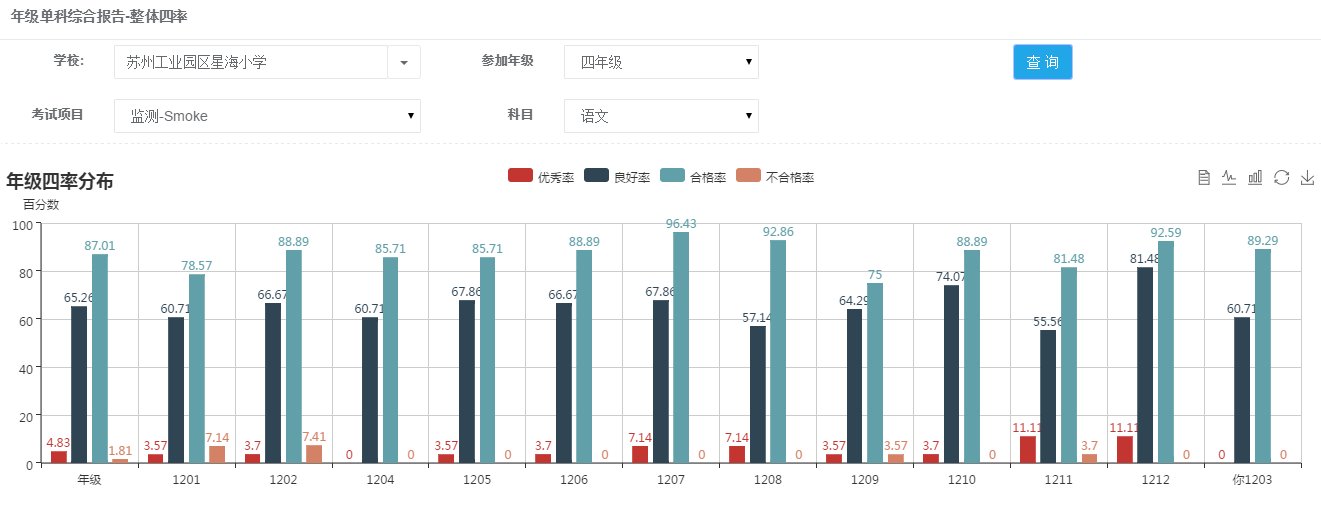 年级单科综合报告-整体四率
学校: 苏州工业园区星海小学 参加年级 四年级 查 询
考试项目 监测-Smoke 科目 语文
年级四率分布 优秀率 良好率 合格率 不合格率
百分数
100
80
60
40
20
0
4.83 65.26 87.01 1.81
3.57 60.71 78.57 7.14
3.7 66.67 88.89 7.41
0 60.71 85.71 0
3.57 67.86 85.71 0
3.7 66.67 88.89 0
7.14 67.86 96.43 0
7.14 57.14 92.86 0
3.57 64.29 75 3.57
3.7 74.07 88.89 0
11.11 55.56 81.48 3.7
11.11 81.48 92.59 0
0 60.71 89.29 0
年级 1201 1202 1204 1205 1206 1207 1208 1209 1210 1211 1212 你1203